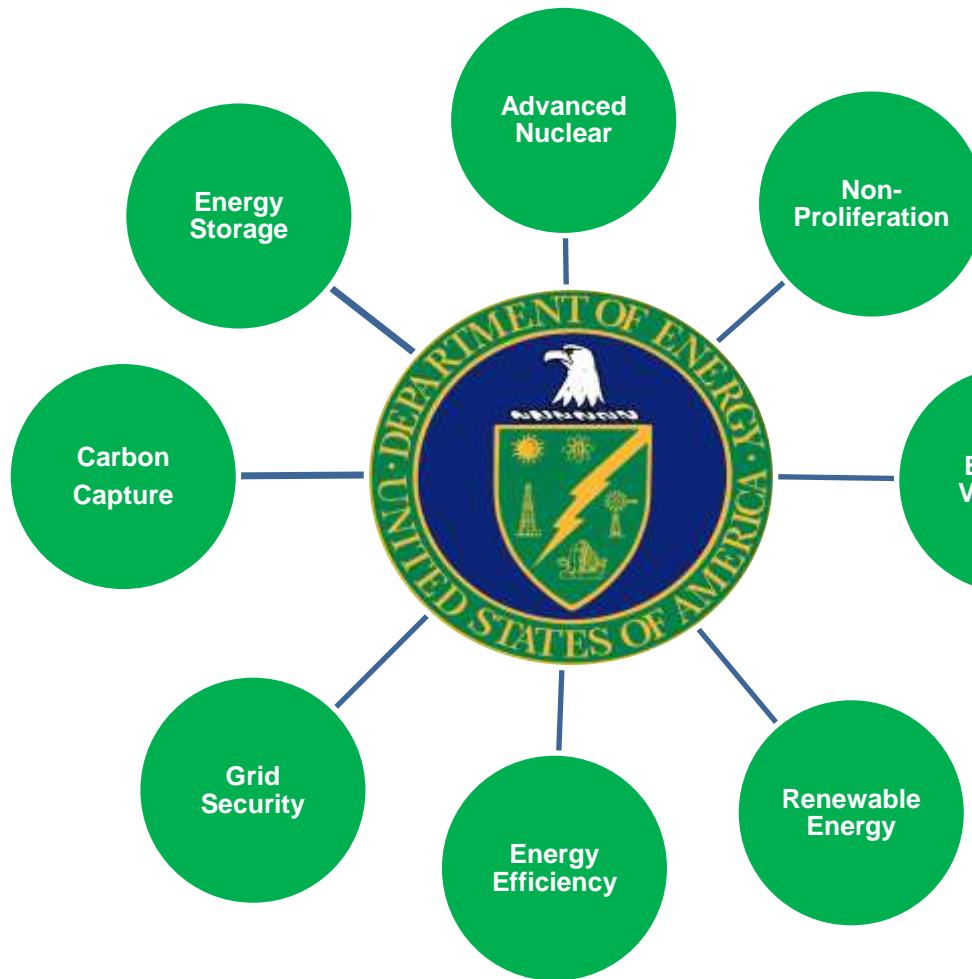 Advanced
Nuclear
Non-
Proliferation
Energy
Storage
DEPARTMENT OF ENERGY
UNITED STATES OF AMERICA
Carbon
Capture
Grid
Security
Renewable
Energy
Energy
Efficiency